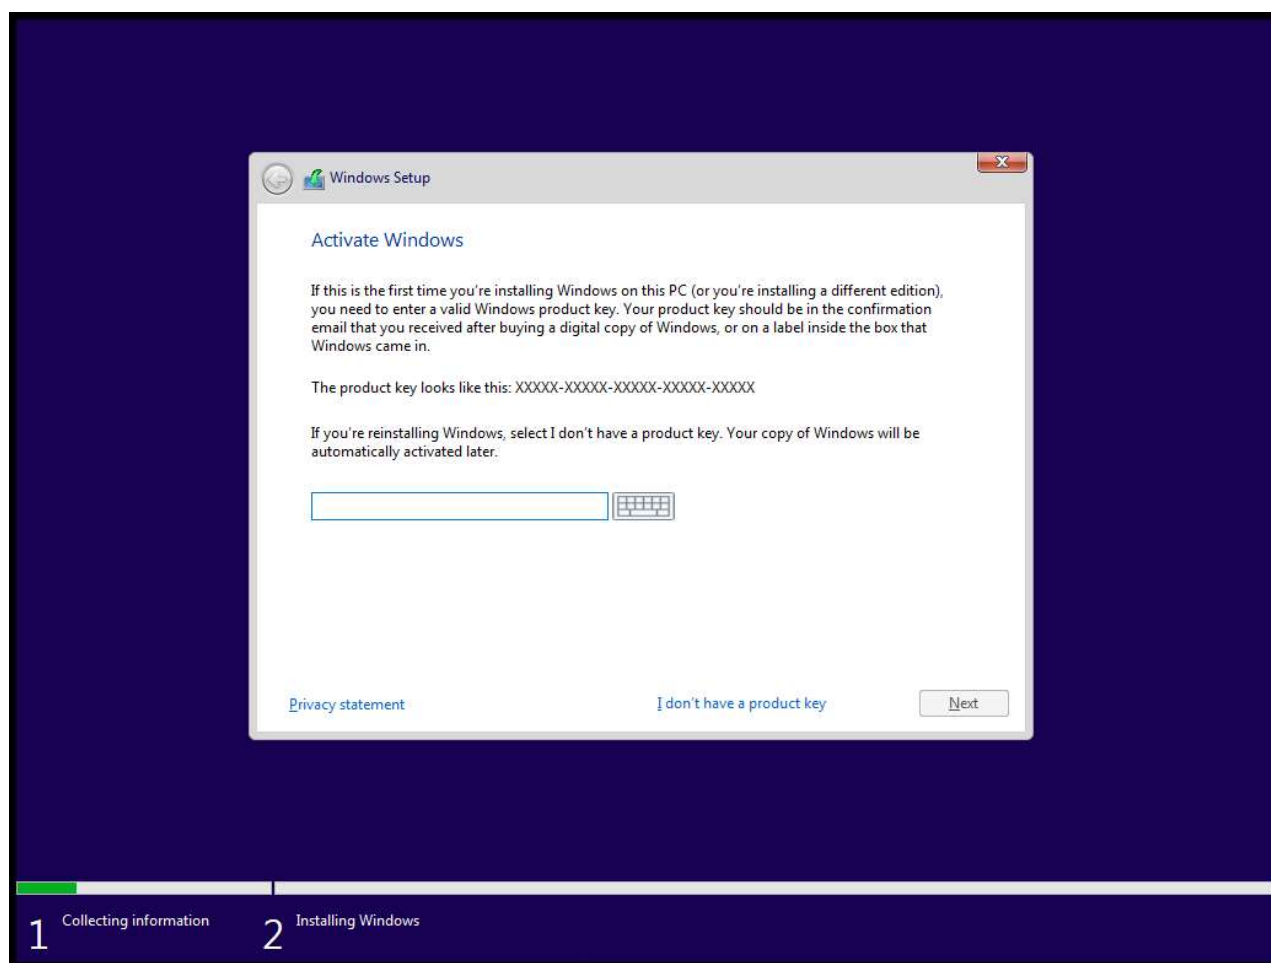 Windows Setup
X
Activate Windows
If this is the first time you're installing Windows on this PC (or you're installing a different edition),
you need to enter a valid Windows product key. Your product key should be in the confirmation
email that you received after buying a digital copy of Windows, or on a label inside the box that
Windows came in.
The product key looks like this: XXXXX-XXXXX-XXXXX-XXXXX-XXXXX
If you're reinstalling Windows, select I don't have a product key. Your copy of Windows will be
automatically activated later.
Privacy statement
I don't have a product key
Next
1 Collecting information
2 Installing Windows